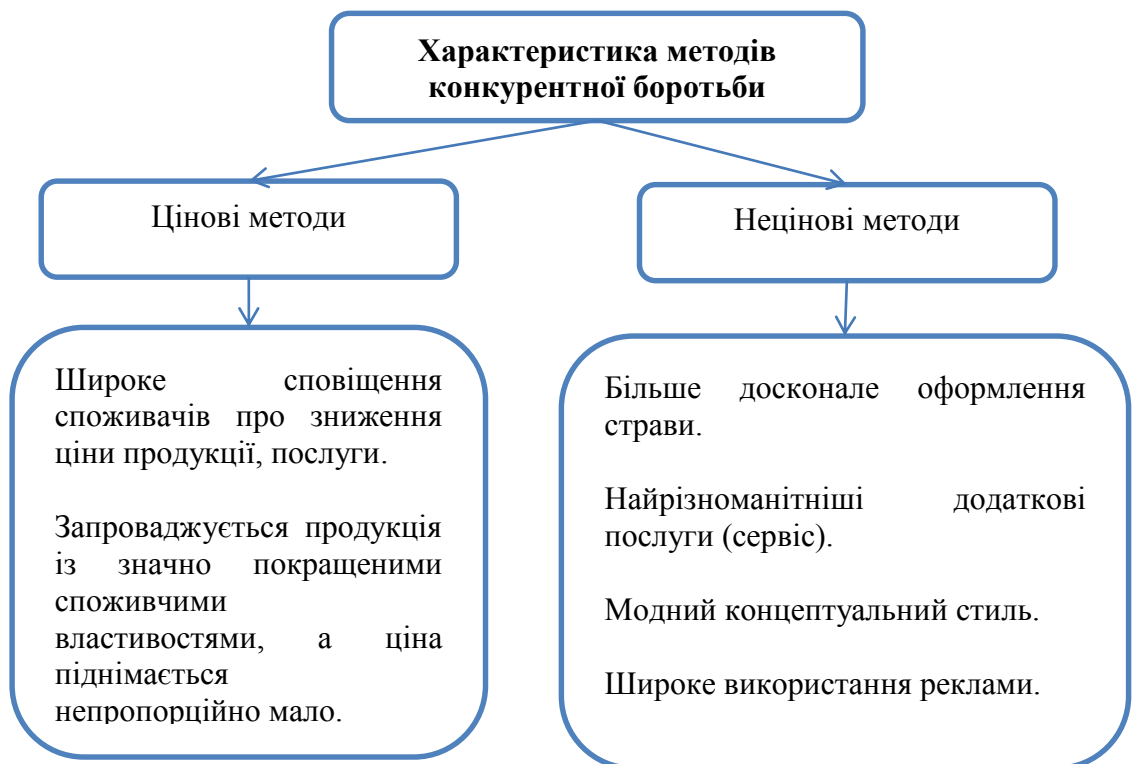 Характеристика методів
конкурентної боротьби
Цінові методи
Нецінові методи
Широке сповіщення
споживачів про зниження
ціни продукції, послуги.
Запроваджується продукція
із значно покращеними
споживчими
властивостями, а ціна
піднімається
непропорційно мало.
Більше досконале оформлення
страви.
Найрізноманітніші додаткові
послуги (сервіс).
Модний концептуальний стиль.
Широке використання реклами.